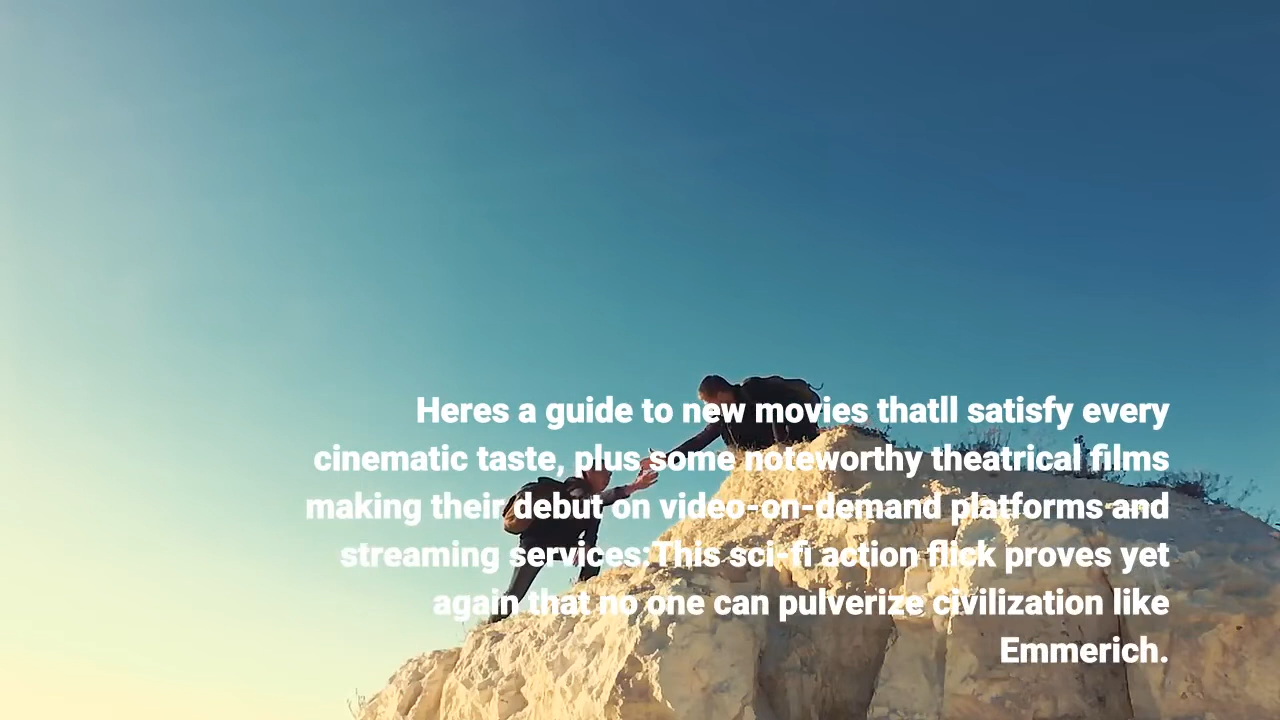 Heres a guide to new movies thatll satisfy every
cinematic taste, plus some noteworthy theatrical films
making their debut on video-on-demand platforms and
streaming services:This sci-fi action flick proves yet
again that no one can pulverize civilization like
Emmerich.